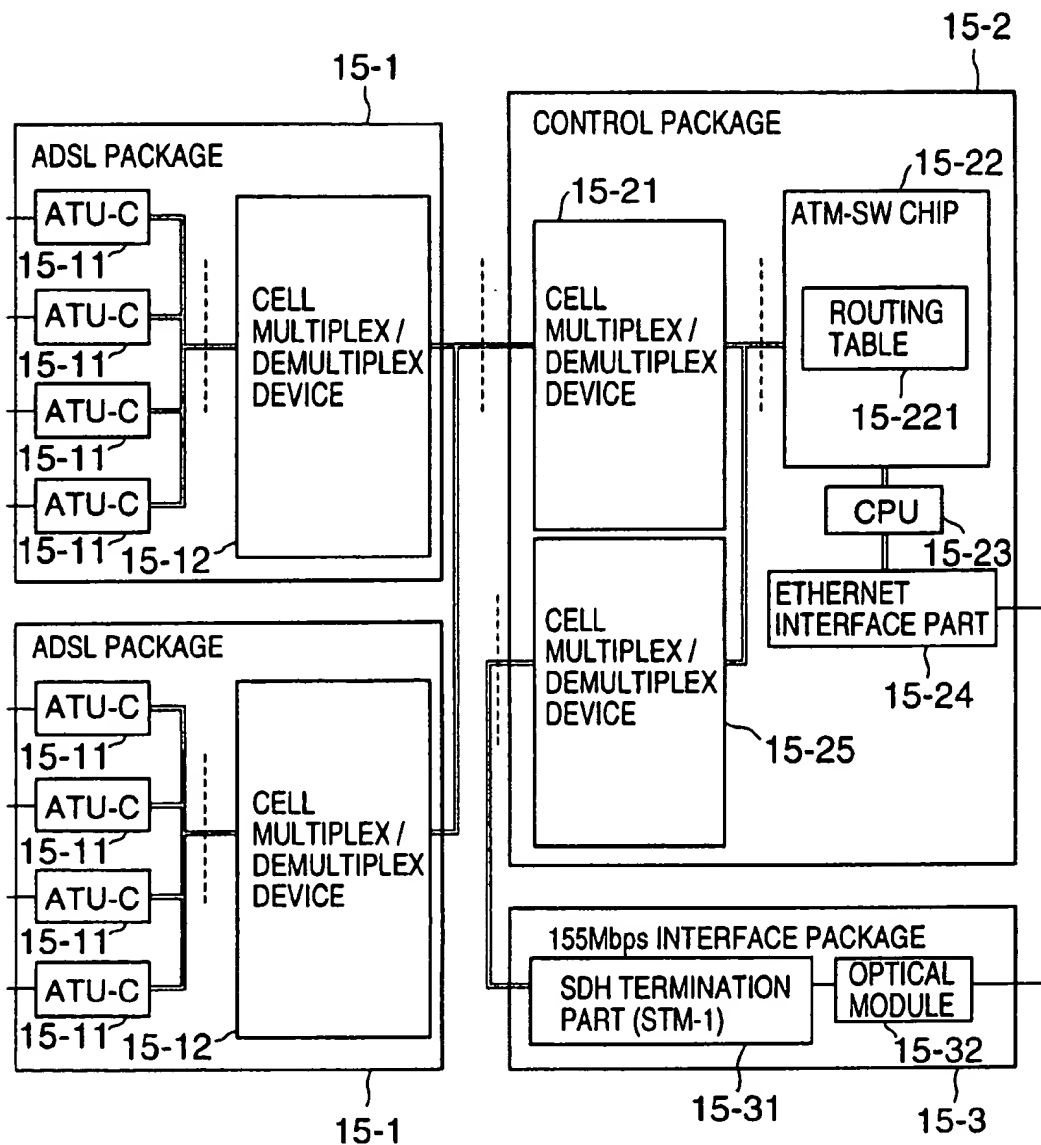 15-1
ADSL PACKAGE
ATU-C
15-11
ATU-C
15-11
ATU-C
15-11
ATU-C
15-11
CELL
MULTIPLEX /
DEMULTIPLEX
DEVICE
15-12
ADSL PACKAGE
ATU-C
15-11
ATU-C
15-11
ATU-C
15-11
ATU-C
15-11
CELL
MULTIPLEX /
DEMULTIPLEX
DEVICE
15-12
15-1
15-2
CONTROL PACKAGE
15-21
CELL
MULTIPLEX /
DEMULTIPLEX
DEVICE
15-22
ATM-SW CHIP
ROUTING
TABLE
15-221
CPU
15-23
ETHERNET
INTERFACE PART
15-24
CELL
MULTIPLEX /
DEMULTIPLEX
DEVICE
15-25
155Mbps INTERFACE PACKAGE
SDH TERMINATION
PART (STM-1)
15-31
OPTICAL
MODULE
15-32
15-3